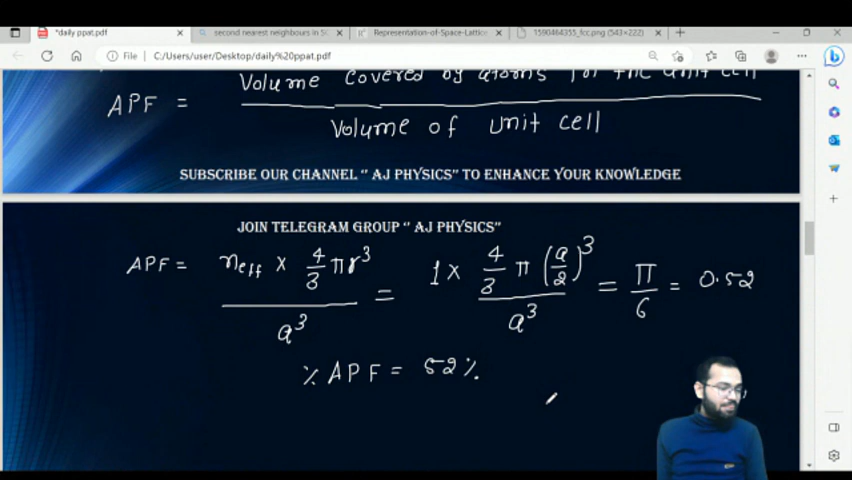 *daily ppat.pdf
second nearest neighbours in S
Representation-of-Space-Lattice
1590464355_fcc.png (543×222)
File C:/Users/user/Desktop/daily%20ppat.pdf
Volume covered by atoms for the unit cell
APF =
Volume of unit cell
SUBSCRIBE OUR CHANNEL “ AJ PHYSICS” TO ENHANCE YOUR KNOWLEDGE
JOIN TELEGRAM GROUP “ AJ PHYSICS”
APF = neff × 4/3 πr³ / a³ = 1 × 4/3 π (a/2)³ / a³ = π/6 = 0.52
% APF = 52 %.